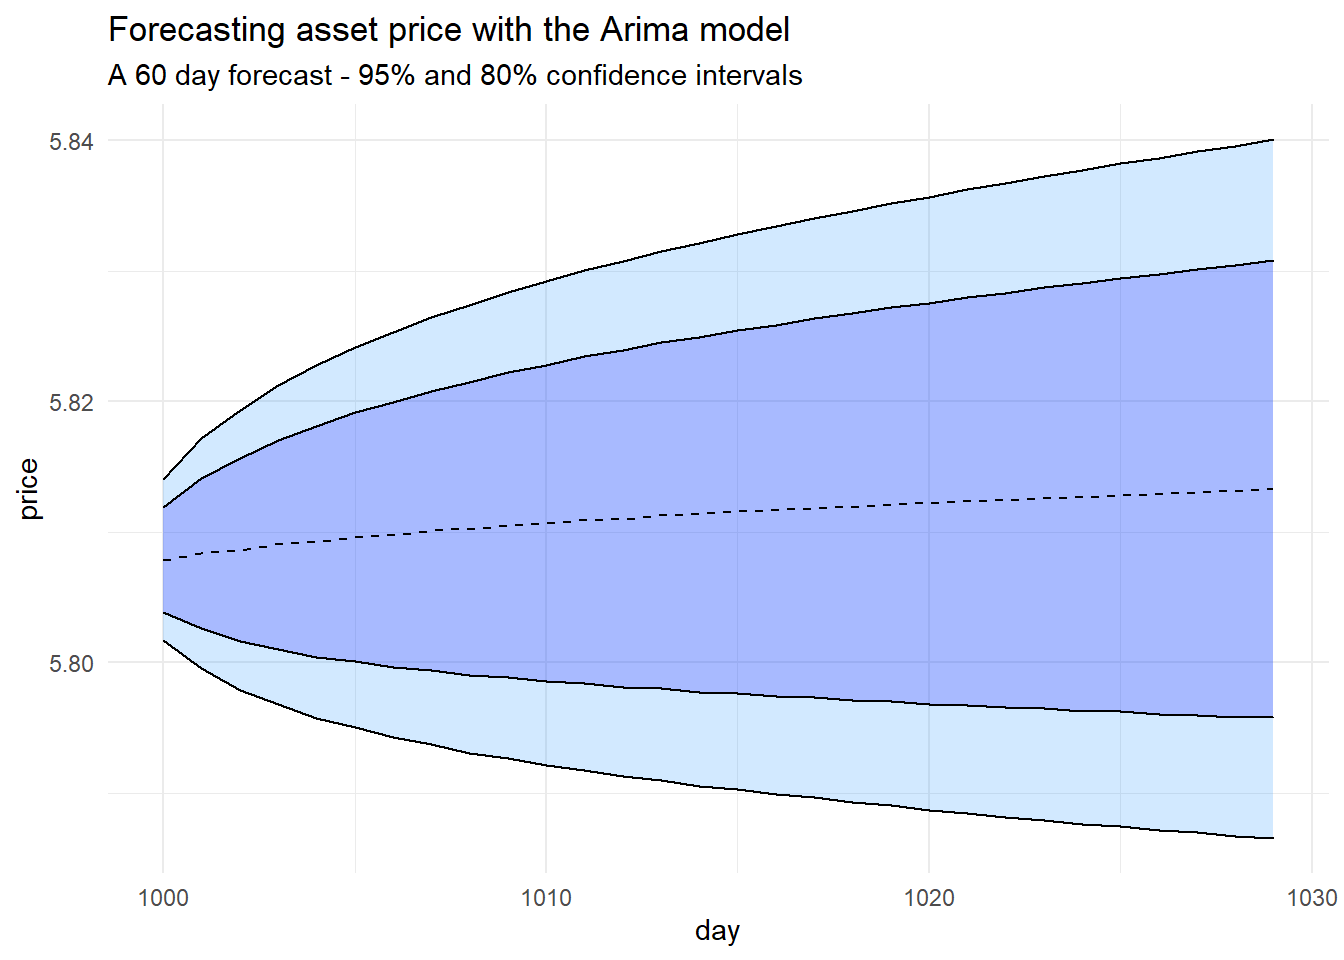 Forecasting asset price with the Arima model
A 60 day forecast - 95% and 80% confidence intervals
5.84
5.82
5.80
price
1000
1010
1020
1030
day